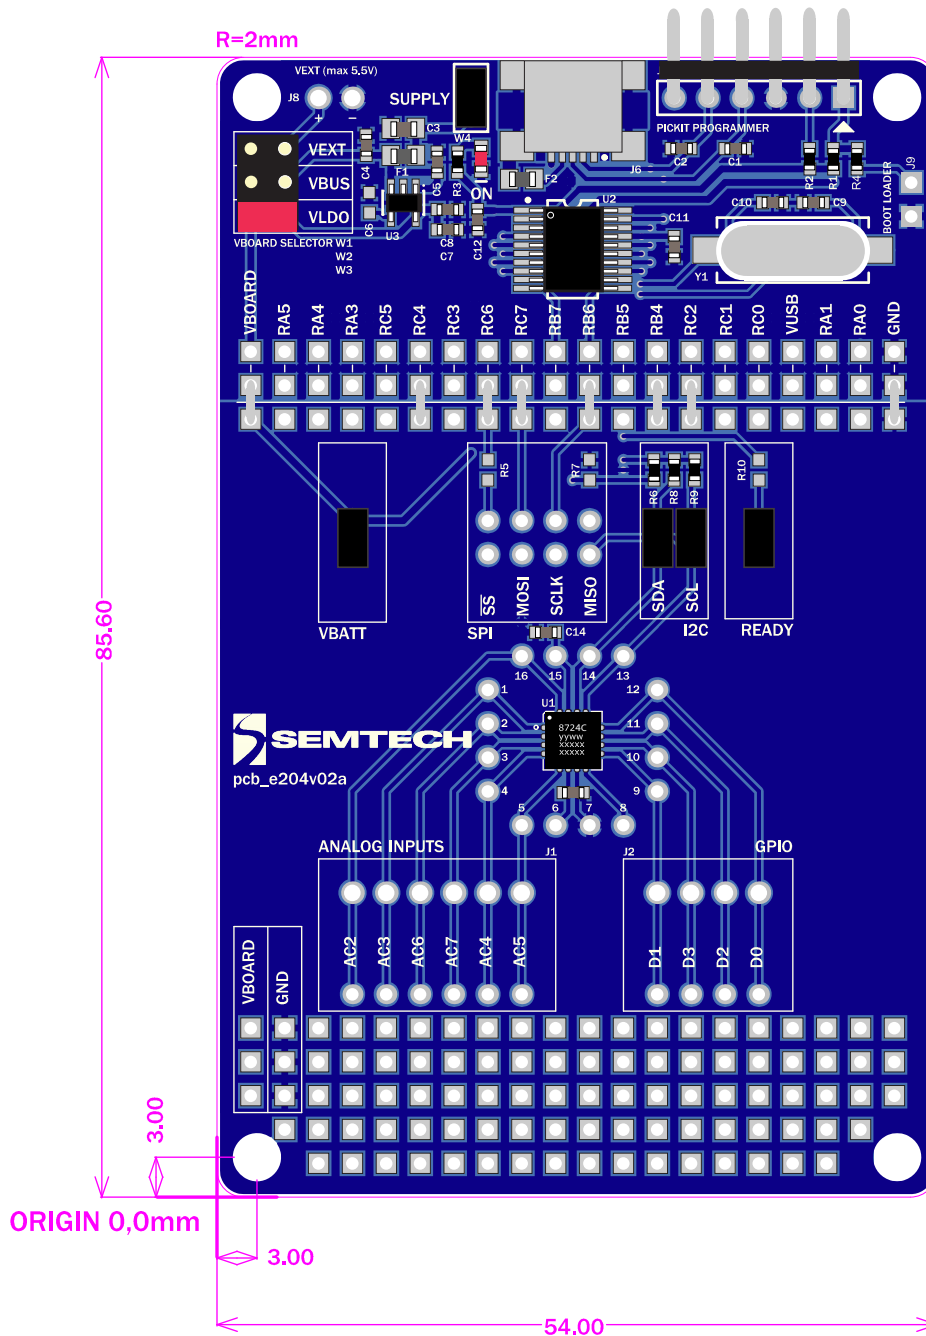 R=2mm
VEXT (max 5,5V)
J8
+
−
SUPPLY
W4
C3
PICKIT PROGRAMMER
VEXT
VBUS
VLDO
C4
F1
C5
R3
ON
F2
J6
C2
C1
R2
R1
R4
J9
BOOT LOADER
C6
U3
C8
C7
C12
U2
C11
C10
C9
Y1
VBOARD SELECTOR W1
W2
W3
VBOARD
RA5
RA4
RA3
RC5
RC4
RC3
RC6
RC7
RB7
RB6
RB5
RB4
RC2
RC1
RC0
VUSB
RA1
RA0
GND
R5
R7
R6
R8
R9
R10
SS
MOSI
SCLK
MISO
SDA
SCL
VBATT
SPI
I2C
READY
C14
16
15
14
13
1
2
3
4
U1
8724C
yyww
xxxxx
xxxxx
12
11
10
9
5
6
7
8
SEMTECH
pcb_e204v02a
ANALOG INPUTS
J1
J2
GPIO
AC2
AC3
AC6
AC7
AC4
AC5
D1
D3
D2
D0
VBOARD
GND
85.60
3.00
ORIGIN 0,0mm
3.00
54.00